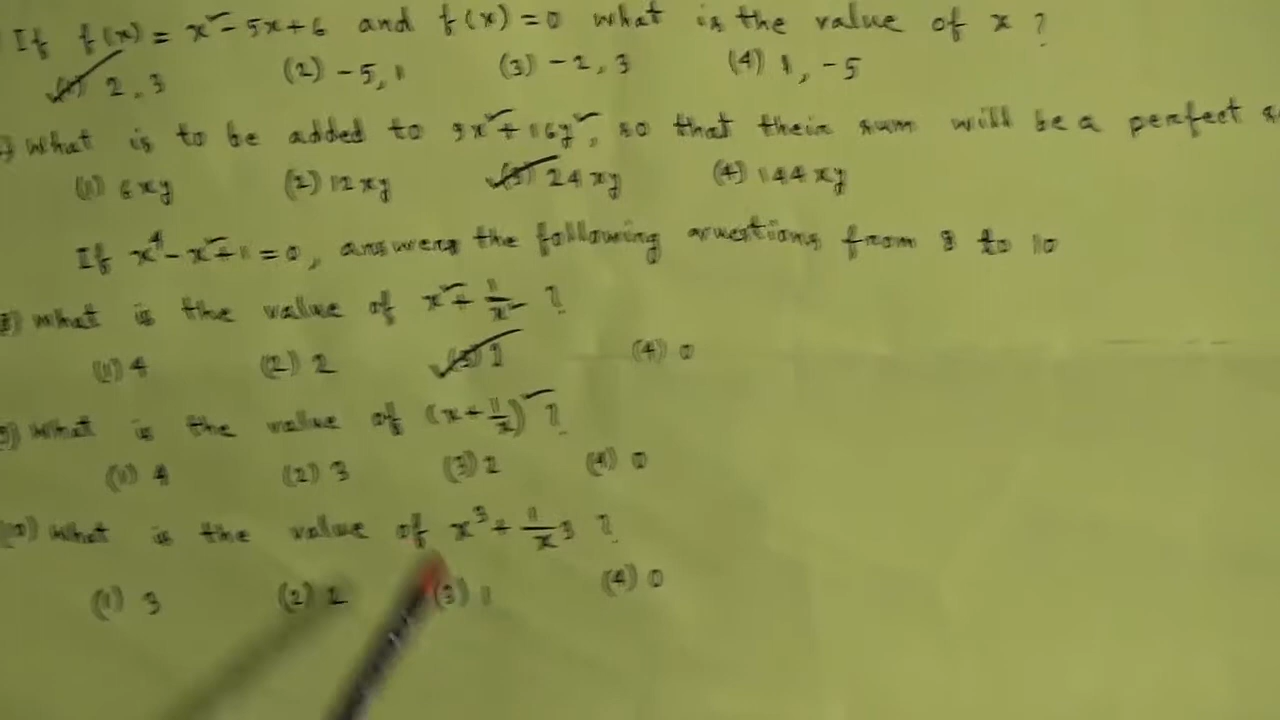 If f(x) = x² - 5x + 6 and f(x) = 0 what is the value of x ?
(1) 2, 3 (2) -5, 1 (3) -2, 3 (4) 1, -5
) What is to be added to 9x² + 16y², so that their sum will be a perfect s
(1) 6xy (2) 12xy (3) 24xy (4) 144xy
If x⁴ - x² + 1 = 0, answer the following questions from 8 to 10
8) What is the value of x² + 1/x² ?
(1) 4 (2) 2 (3) 1 (4) 0
9) What is the value of (x + 1/x)² ?
(1) 4 (2) 3 (3) 2 (4) 0
10) What is the value of x³ + 1/x³ ?
(1) 3 (2) 2 (3) 1 (4) 0